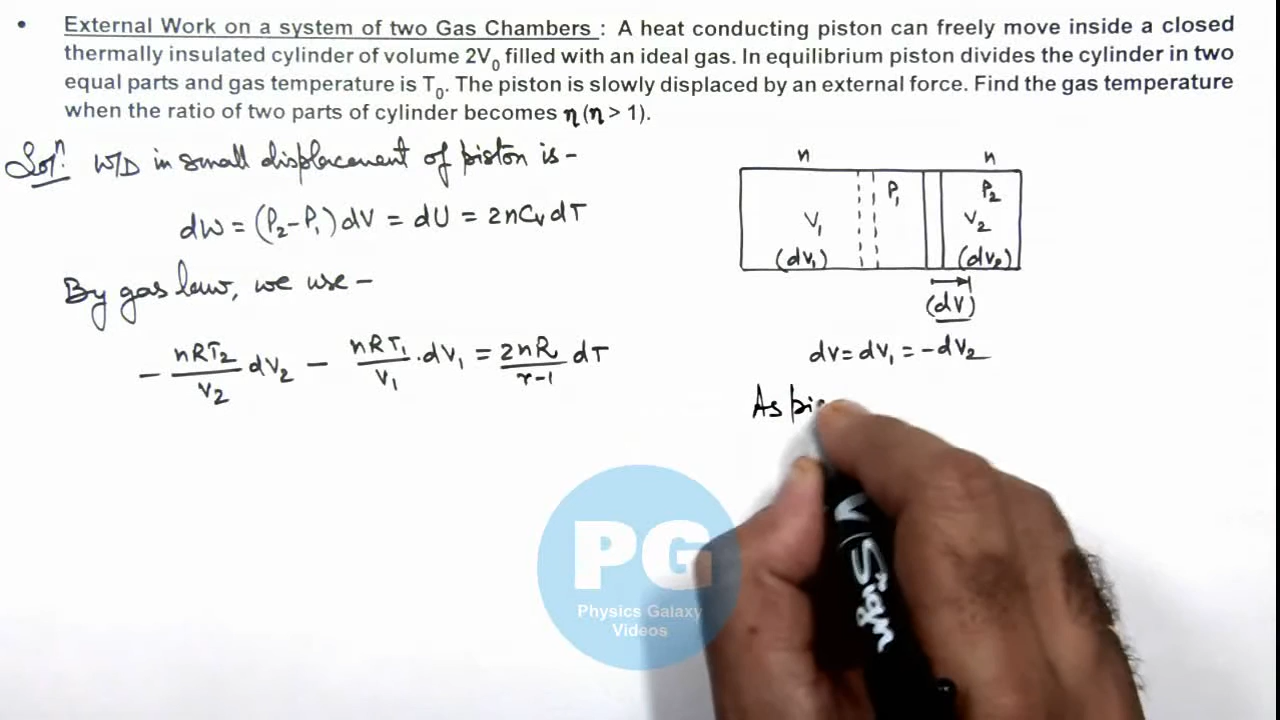 • External Work on a system of two Gas Chambers : A heat conducting piston can freely move inside a closed
thermally insulated cylinder of volume 2V₀ filled with an ideal gas. In equilibrium piston divides the cylinder in two
equal parts and gas temperature is T₀. The piston is slowly displaced by an external force. Find the gas temperature
when the ratio of two parts of cylinder becomes η (η > 1).
Solⁿ. W/D in small displacement of piston is –
dW = (P₂-P₁) dV = dU = 2nCᵥdT
By gas law, we use –
- nRT₂/V₂ dV₂ - nRT₁/V₁ · dV₁ = 2nR/γ-1 dT
n n
P₁ P₂
V₁ V₂
(dV₁) (dV₂)
(dV)
dV = dV₁ = -dV₂
As
PG
Physics Galaxy
Videos
V/Sign